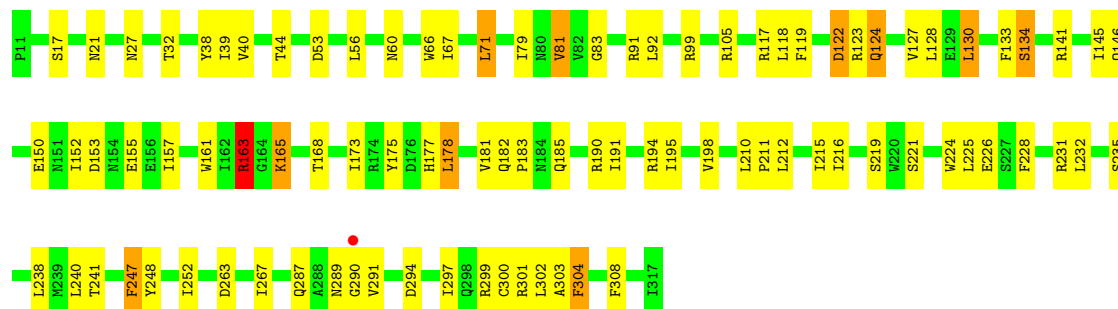 P11 S17 N21 N27 T32 Y38 I39 V40 T44 D53 L56 N60 W66 I67 L71 I79 N80 V81 V82 G83 R91 L92 R99 R105 R117 L118 F119 D122 R123 Q124 V127 L128 E129 L130 F133 S134 R141 I145 Q146
E150 N151 I152 D153 N154 E155 E156 I157 W161 I162 R163 G164 K165 T168 I173 R174 Y175 D176 H177 L178 V181 Q182 P183 N184 Q185 R190 I191 R194 I195 V198 L210 P211 L212 I215 I216 S219 W220 S221 W224 L225 E226 S227 F228 R231 L232 S235
L238 M239 L240 T241 F247 Y248 I252 D263 I267 Q287 A288 N289 G290 V291 D294 I297 Q298 R299 C300 R301 L302 A303 F304 F308 I317